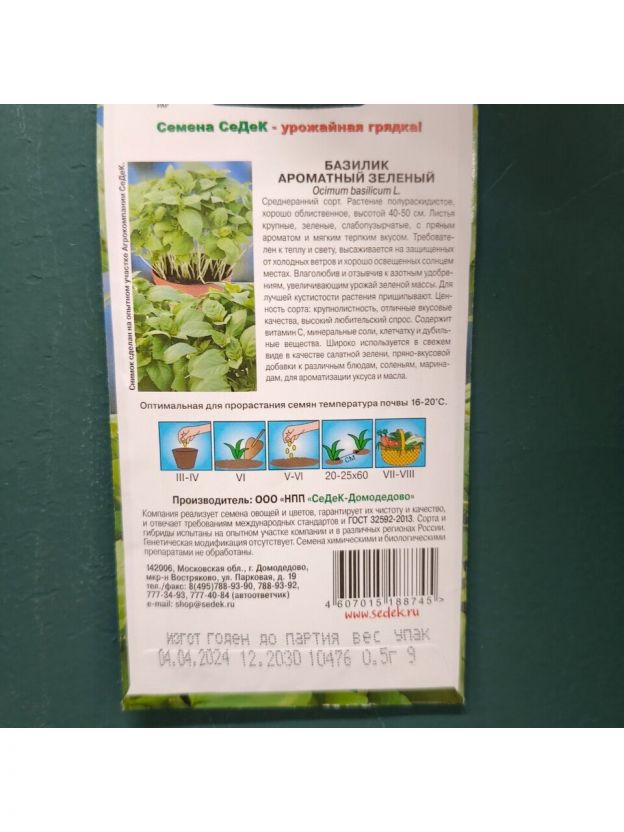 Семена СеДеК - урожайная грядка!
БАЗИЛИК
АРОМАТНЫЙ ЗЕЛЕНЫЙ
Ocimum basilicum L.
Среднеранний сорт. Растение полураскидистое,
хорошо облиственное, высотой 40-50 см. Листья
крупные, зеленые, слабопузырчатые, с пряным
ароматом и мягким терпким вкусом. Требовате-
лен к теплу и свету, высаживается на защищенных
от холодных ветров и хорошо освещенных солнцем
местах. Влаголюбив и отзывчив к азотным удобре-
ниям, увеличивающим урожай зеленой массы. Для
лучшей кустистости растения прищипывают. Цен-
ность сорта: крупнолистность, отличные вкусовые
качества, высокий любительский спрос. Содержит
витамин С, минеральные соли, клетчатку и дубиль-
ные вещества. Широко используется в свежем
виде в качестве салатной зелени, пряно-вкусовой
добавки к различным блюдам, соленьям, марина-
дам, для ароматизации уксуса и масла.
Снимок сделан на опытном участке Агрокомпании СеДеК.
Оптимальная для прорастания семян температура почвы 16-20°С.
СМ
III-IV VI V-VI 20-25x60 VII-VIII
Производитель: ООО "НПП "СеДеК-Домодедово"
Компания реализует семена овощей и цветов, гарантирует их чистоту и качество,
и отвечает требованиям международных стандартов и ГОСТ 32592-2013. Сорта и
гибриды испытаны на опытном участке компании и в различных регионах России.
Генетическая модификация отсутствует. Семена химическими и биологическими
препаратами не обработаны.
142006, Московская обл., г. Домодедово,
мкр-н Востряково, ул. Парковая, д. 19
тел./факс: 8(495)788-93-90, 788-93-92,
777-34-93, 777-40-84 (автоответчик)
e-mail: shop@sedek.ru
4 607015 188745 >
www.sedek.ru
ИЗГОТ ГОДЕН ДО ПАРТИЯ ВЕС УПАК
04.04.2024 12.2030 10476 0.5г 9